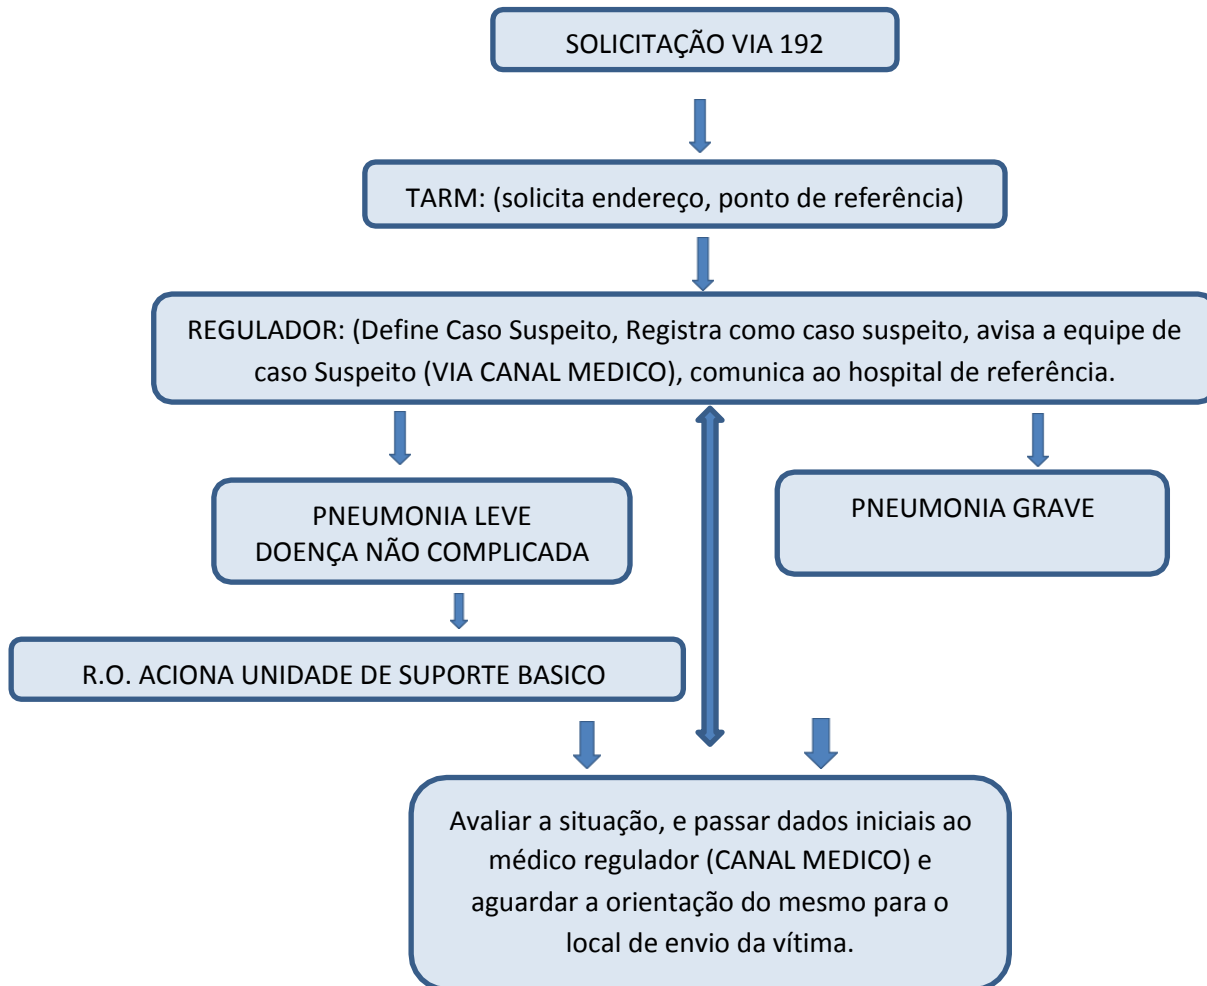 SOLICITAÇÃO VIA 192
TARM: (solicita endereço, ponto de referência)
REGULADOR: (Define Caso Suspeito, Registra como caso suspeito, avisa a equipe de
caso Suspeito (VIA CANAL MEDICO), comunica ao hospital de referência.
PNEUMONIA LEVE
DOENÇA NÃO COMPLICADA
PNEUMONIA GRAVE
R.O. ACIONA UNIDADE DE SUPORTE BASICO
Avaliar a situação, e passar dados iniciais ao
médico regulador (CANAL MEDICO) e
aguardar a orientação do mesmo para o
local de envio da vítima.